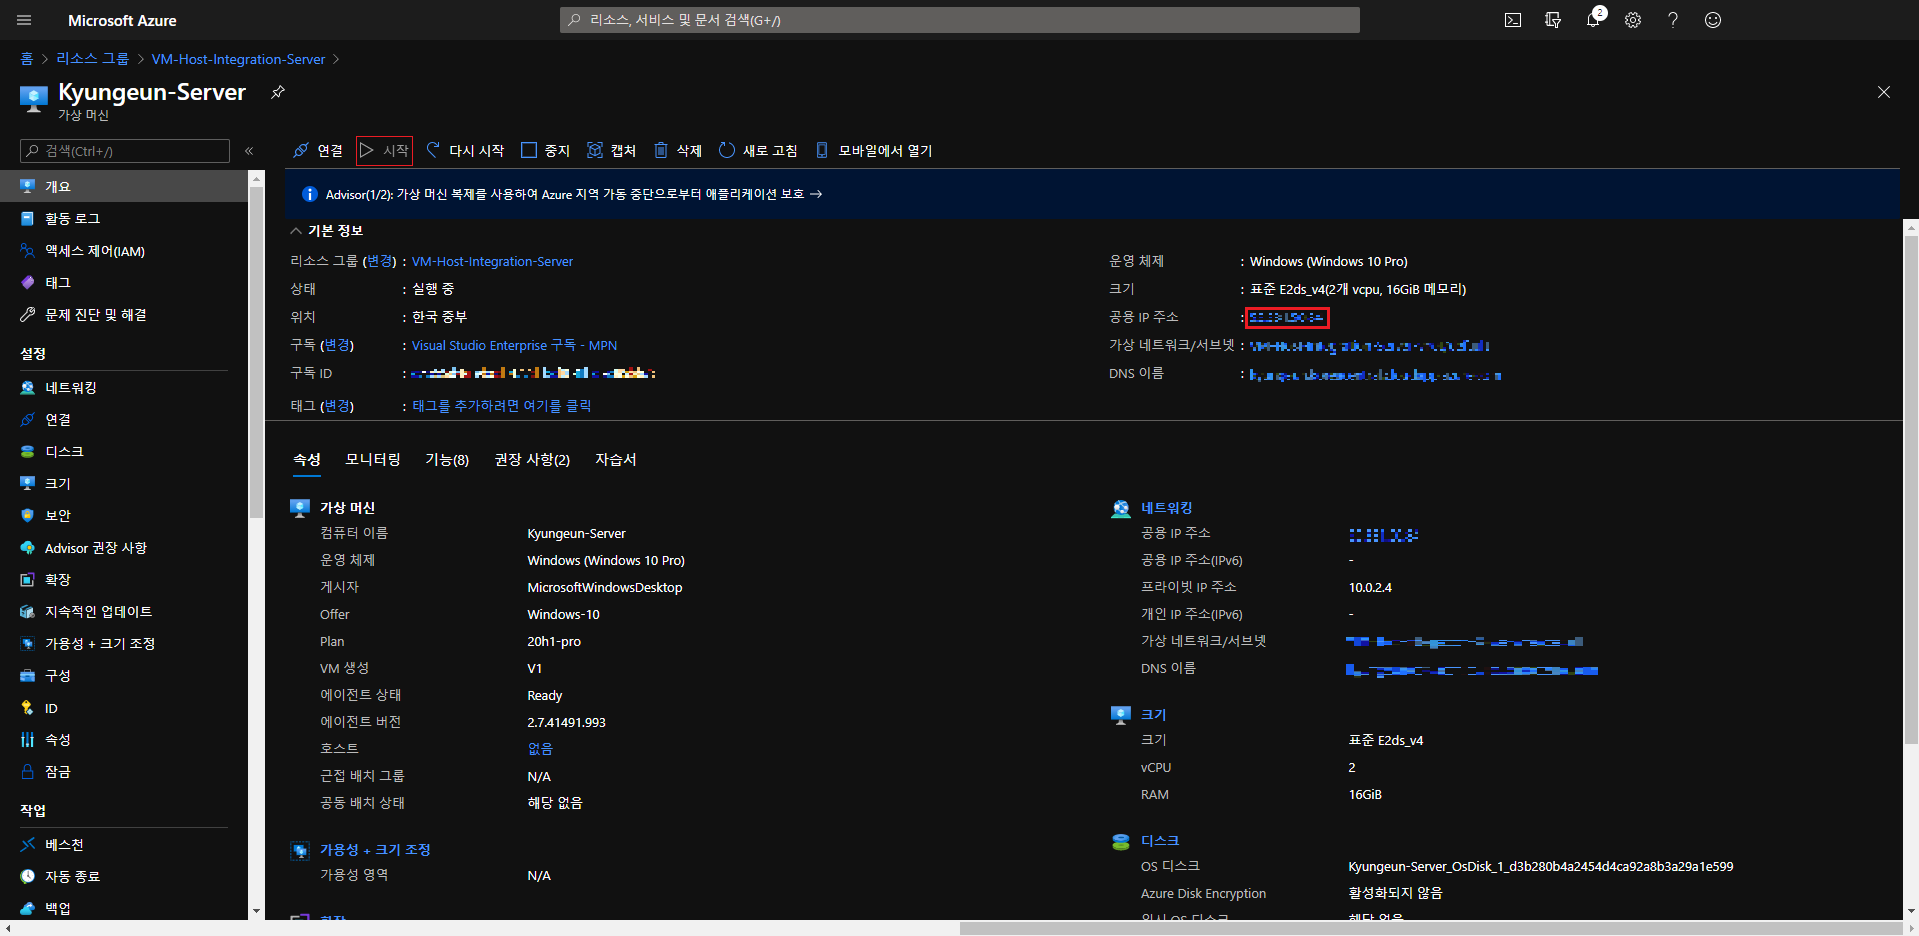 Microsoft Azure
리소스, 서비스 및 문서 검색(G+/)
2
홈 > 리소스 그룹 > VM-Host-Integration-Server >
Kyungeun-Server
가상 머신
검색(Ctrl+/)
«
연결
시작
다시 시작
중지
캡처
삭제
새로 고침
모바일에서 열기
Advisor(1/2): 가상 머신 복제를 사용하여 Azure 지역 가동 중단으로부터 애플리케이션 보호 →
개요
활동 로그
액세스 제어(IAM)
태그
문제 진단 및 해결
설정
네트워킹
연결
디스크
크기
보안
Advisor 권장 사항
확장
지속적인 업데이트
가용성 + 크기 조정
구성
ID
속성
잠금
작업
베스천
자동 종료
백업
기본 정보
리소스 그룹 (변경) : VM-Host-Integration-Server
상태 : 실행 중
위치 : 한국 중부
구독 (변경) : Visual Studio Enterprise 구독 - MPN
구독 ID :
태그 (변경) : 태그를 추가하려면 여기를 클릭
운영 체제 : Windows (Windows 10 Pro)
크기 : 표준 E2ds_v4(2개 vcpu, 16GiB 메모리)
공용 IP 주소 :
가상 네트워크/서브넷 :
DNS 이름 :
속성
모니터링
기능(8)
권장 사항(2)
자습서
가상 머신
컴퓨터 이름 Kyungeun-Server
운영 체제 Windows (Windows 10 Pro)
게시자 MicrosoftWindowsDesktop
Offer Windows-10
Plan 20h1-pro
VM 생성 V1
에이전트 상태 Ready
에이전트 버전 2.7.41491.993
호스트 없음
근접 배치 그룹 N/A
공동 배치 상태 해당 없음
가용성 + 크기 조정
가용성 영역 N/A
확장
네트워킹
공용 IP 주소
공용 IP 주소(IPv6) -
프라이빗 IP 주소 10.0.2.4
개인 IP 주소(IPv6) -
가상 네트워크/서브넷
DNS 이름
크기
크기 표준 E2ds_v4
vCPU 2
RAM 16GiB
디스크
OS 디스크 Kyungeun-Server_OsDisk_1_d3b280b4a2454d4ca92a8b3a29a1e599
Azure Disk Encryption 활성화되지 않음
임시 OS 디스크 해당 없음